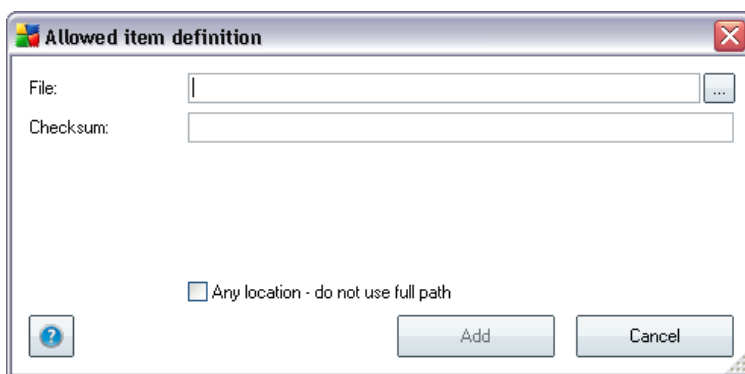 Allowed item definition
File:
...
Checksum:
Any location - do not use full path
?
Add
Cancel